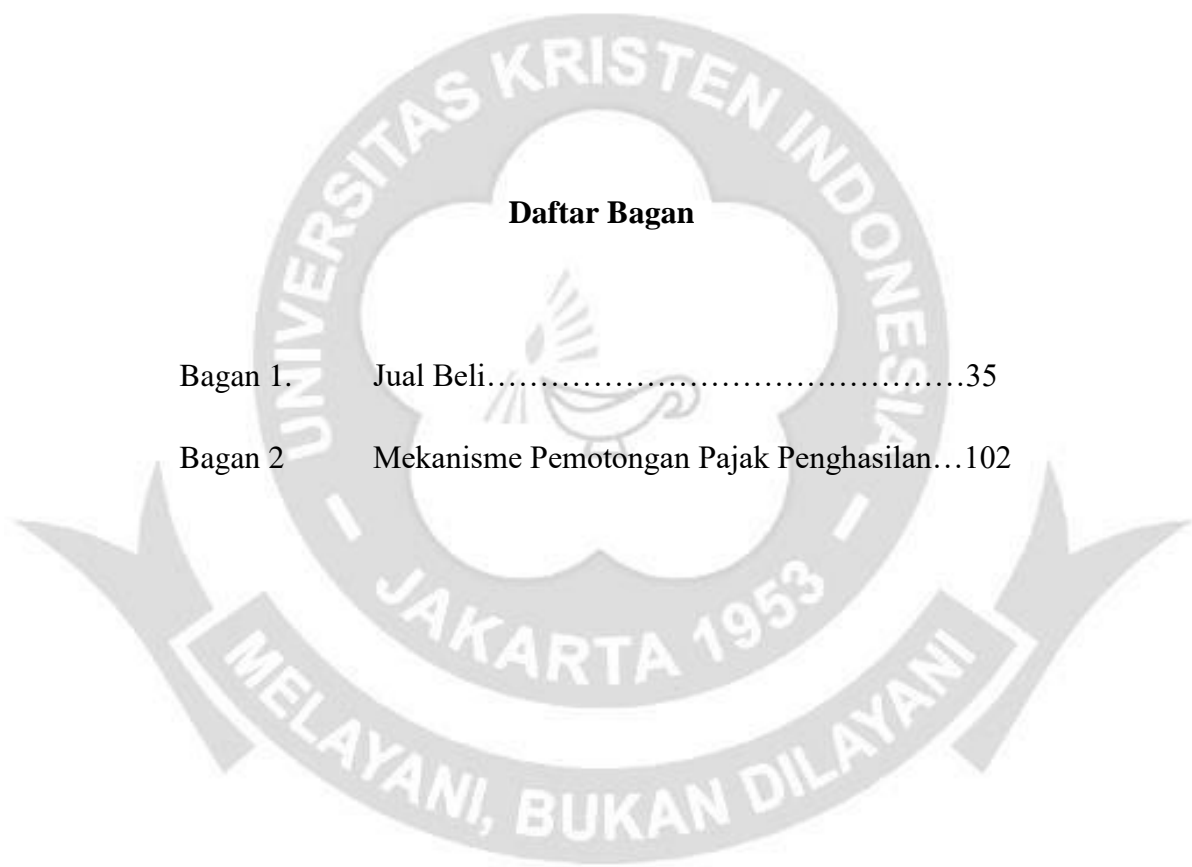 UNIVERSITAS KRISTEN INDONESIA
Daftar Bagan
Bagan 1. Jual Beli……………………………………….35
Bagan 2 Mekanisme Pemotongan Pajak Penghasilan…102
- JAKARTA 1953 -
MELAYANI, BUKAN DILAYANI